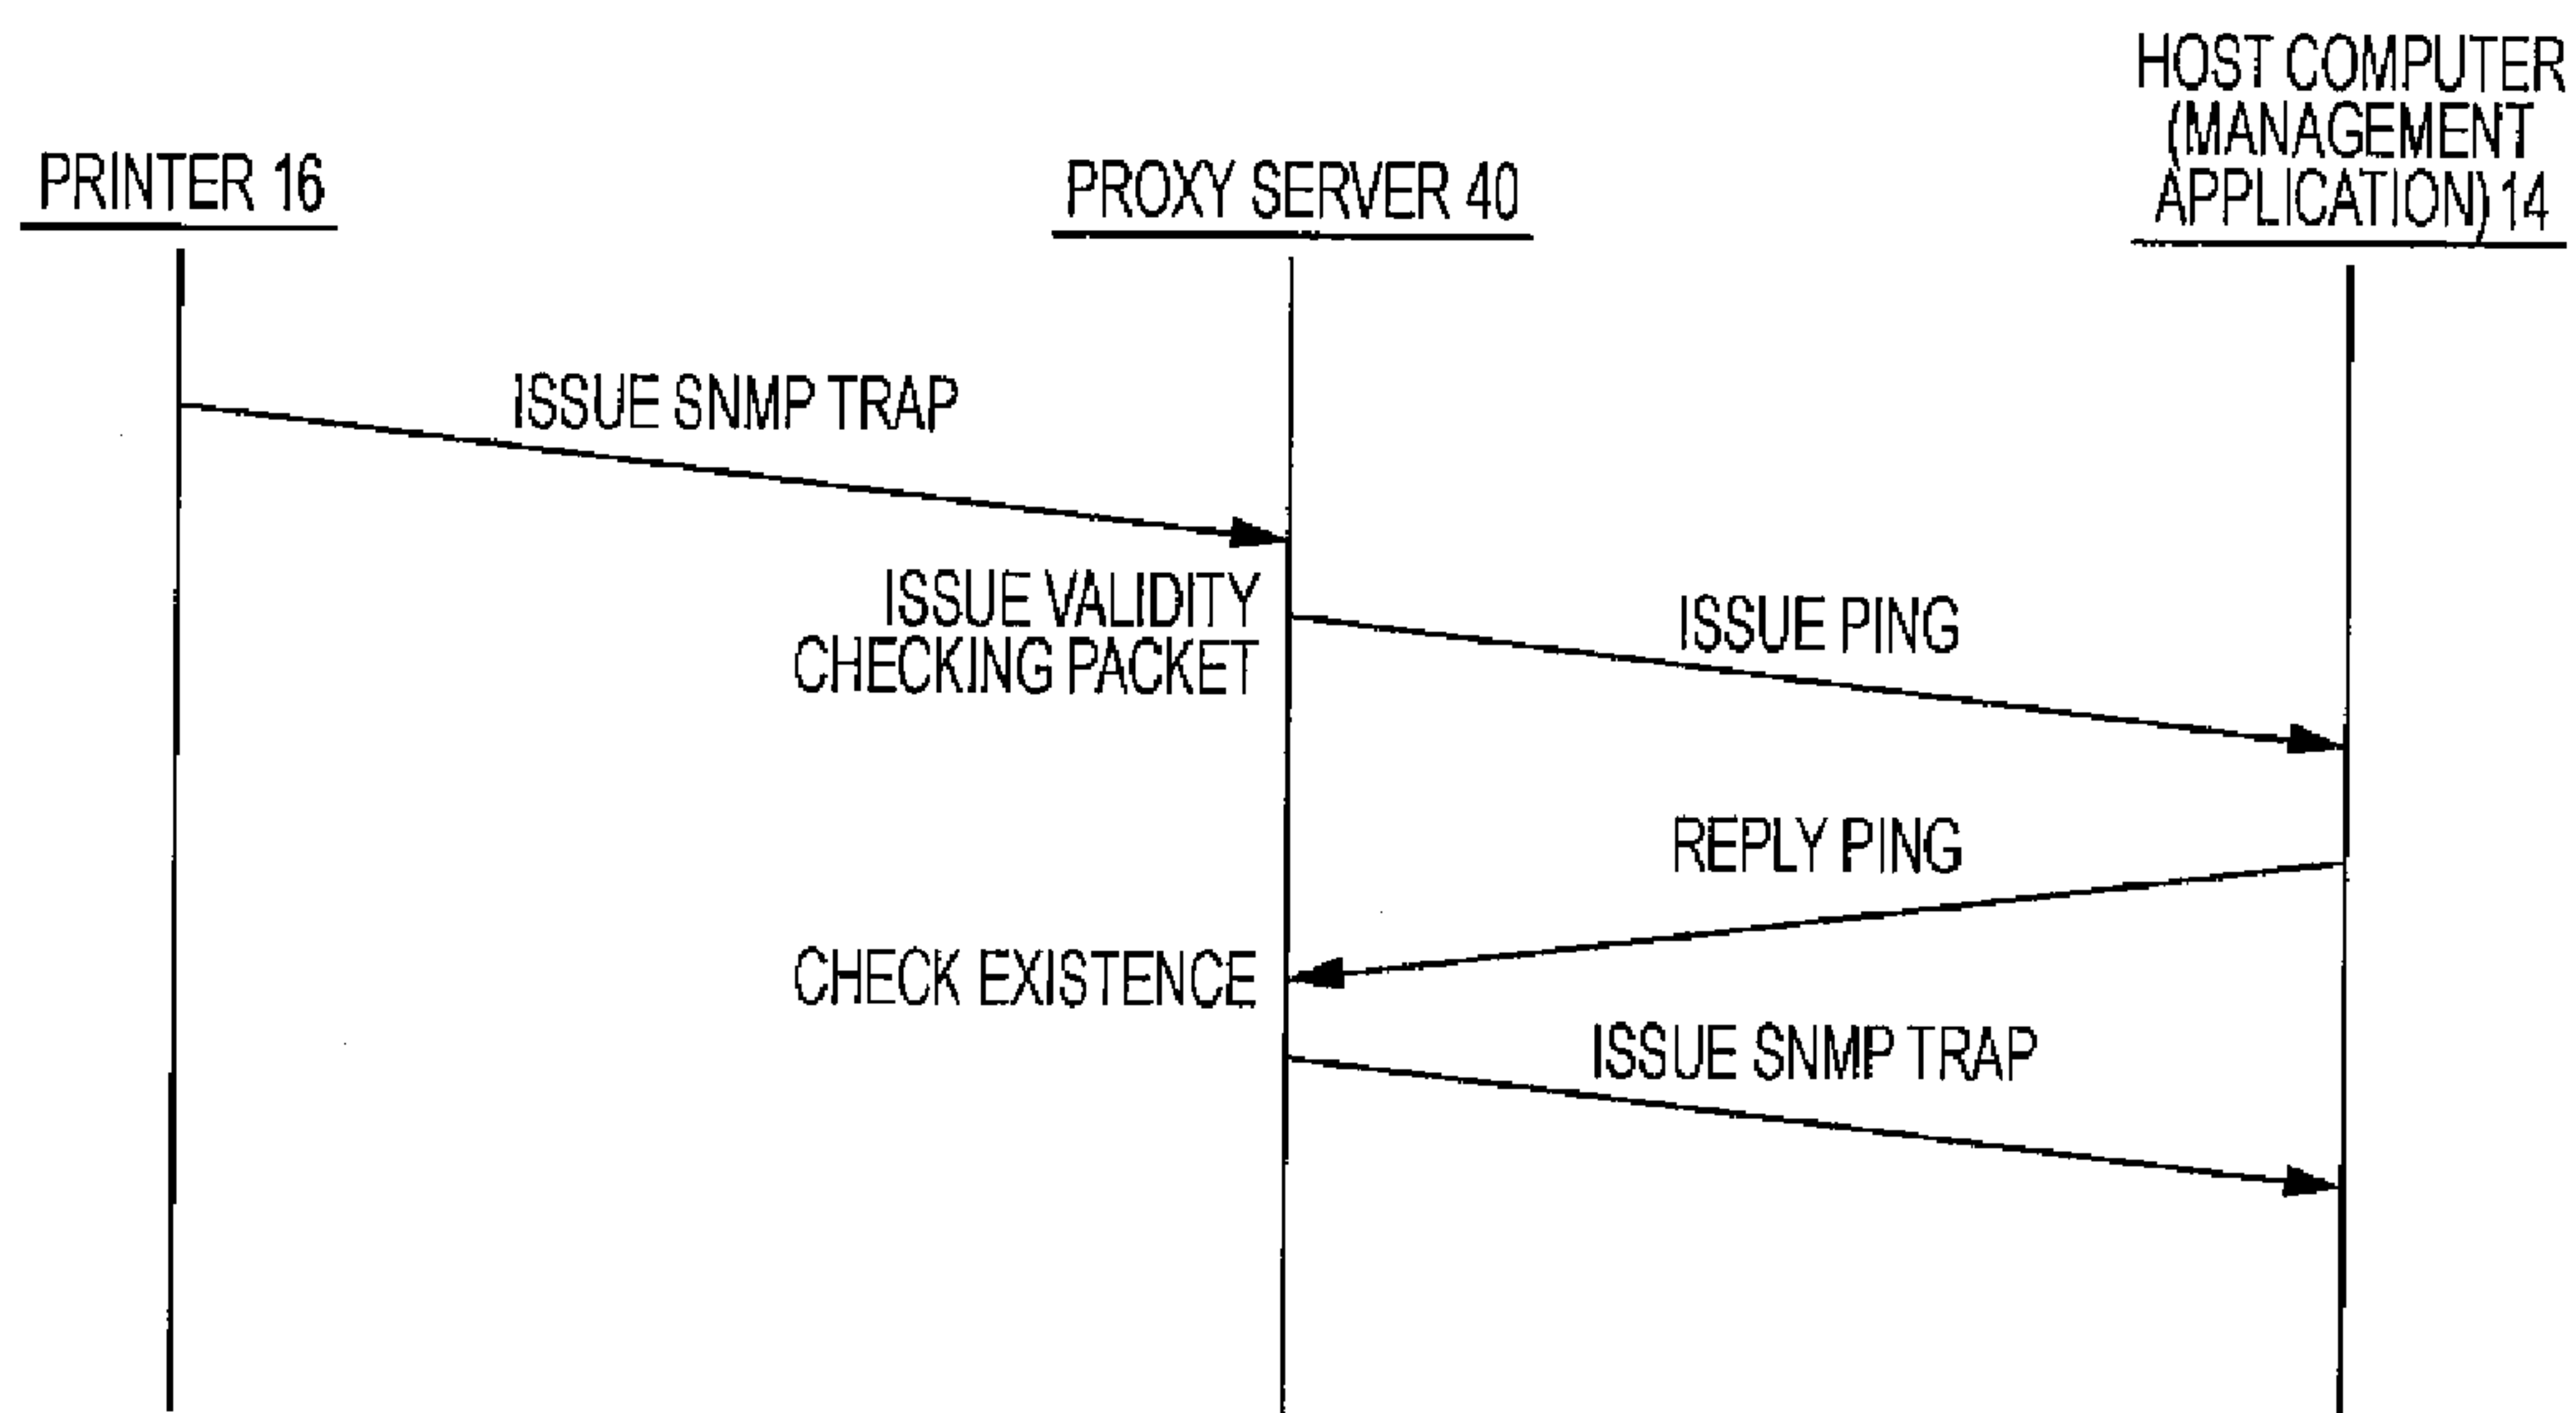 HOST COMPUTER
(MANAGEMENT
APPLICATION) 14
PRINTER 16
PROXY SERVER 40
ISSUE SNMP TRAP
ISSUE VALIDITY
CHECKING PACKET
ISSUE PING
REPLY PING
CHECK EXISTENCE
ISSUE SNMP TRAP